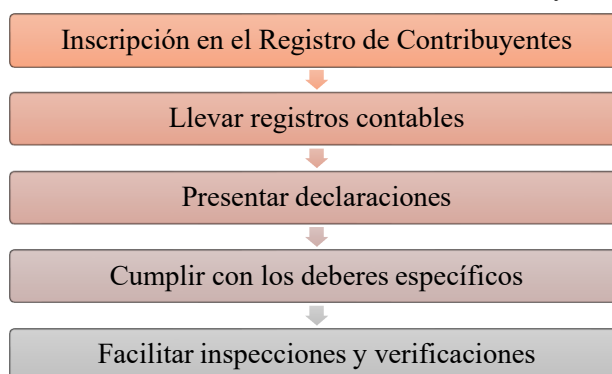 Inscripción en el Registro de Contribuyentes
Llevar registros contables
Presentar declaraciones
Cumplir con los deberes específicos
Facilitar inspecciones y verificaciones